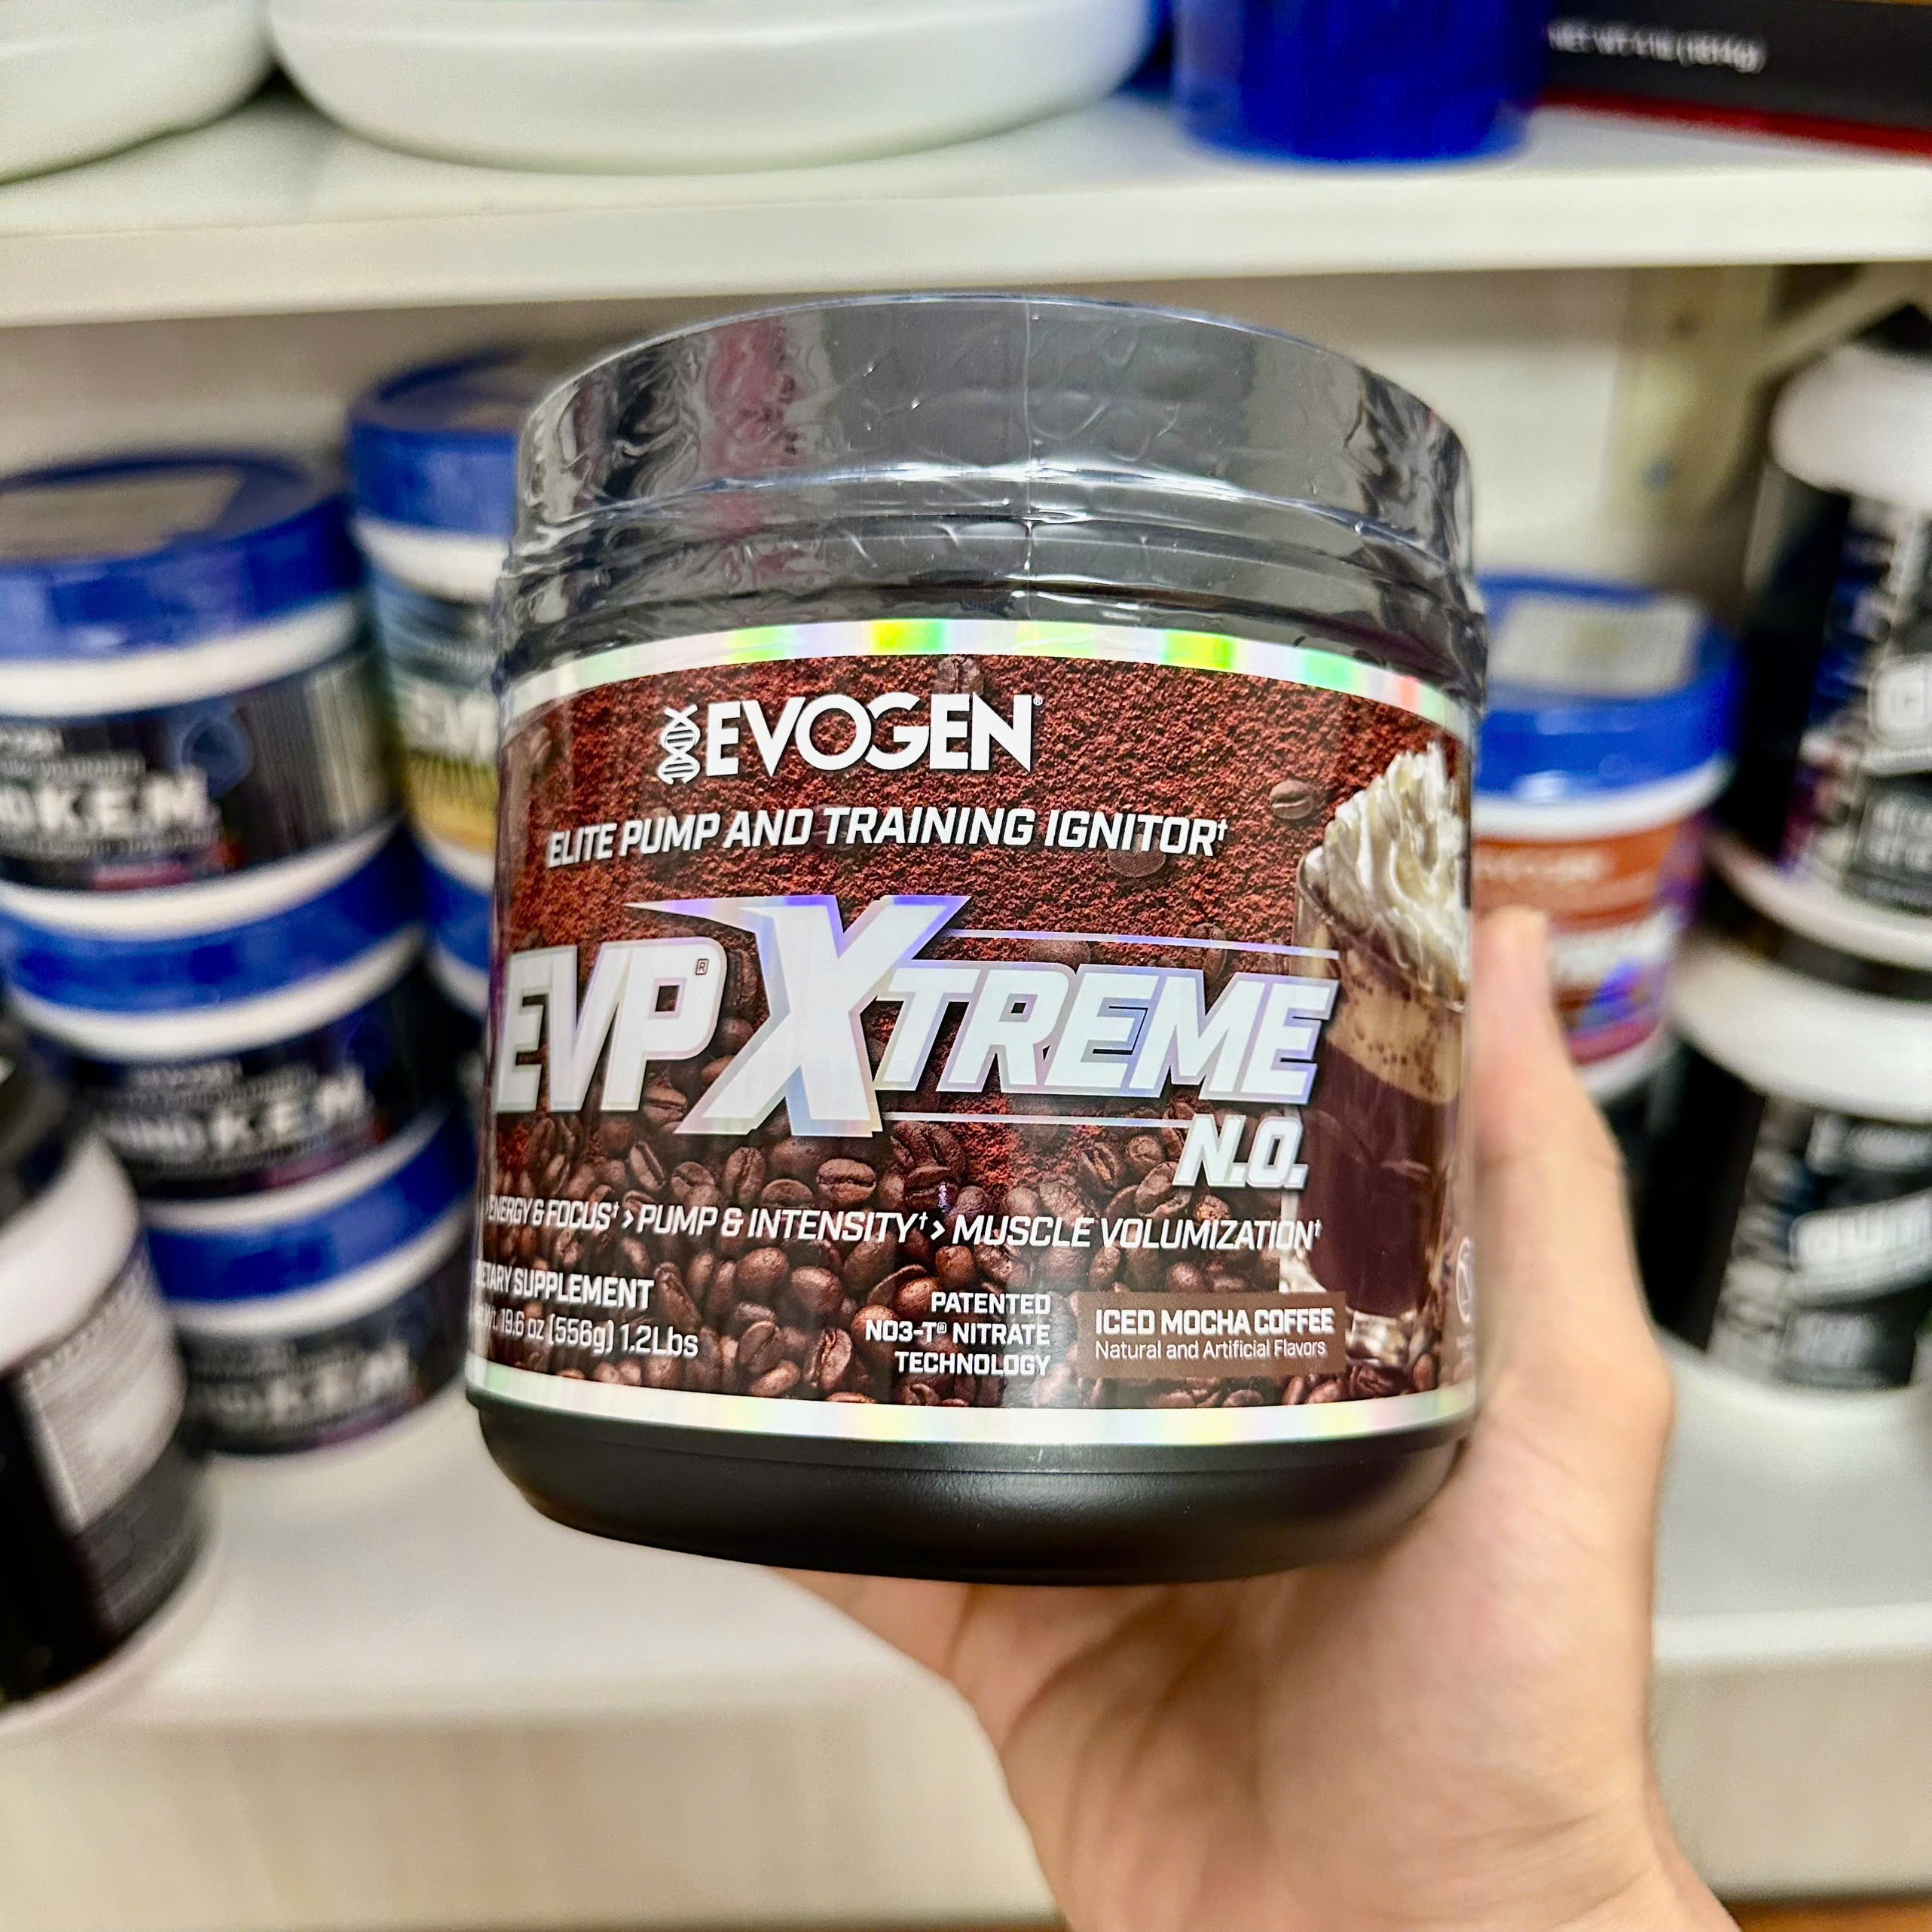 EVOGEN®
ELITE PUMP AND TRAINING IGNITOR†
EVP® XTREME
N.O.
ENERGY & FOCUS† > PUMP & INTENSITY† > MUSCLE VOLUMIZATION†
SUPPLEMENT
19.6 oz (556g) 1.2Lbs
PATENTED
NO3-T® NITRATE
TECHNOLOGY
ICED MOCHA COFFEE
Natural and Artificial Flavors
K.E.M.
K.E.M.